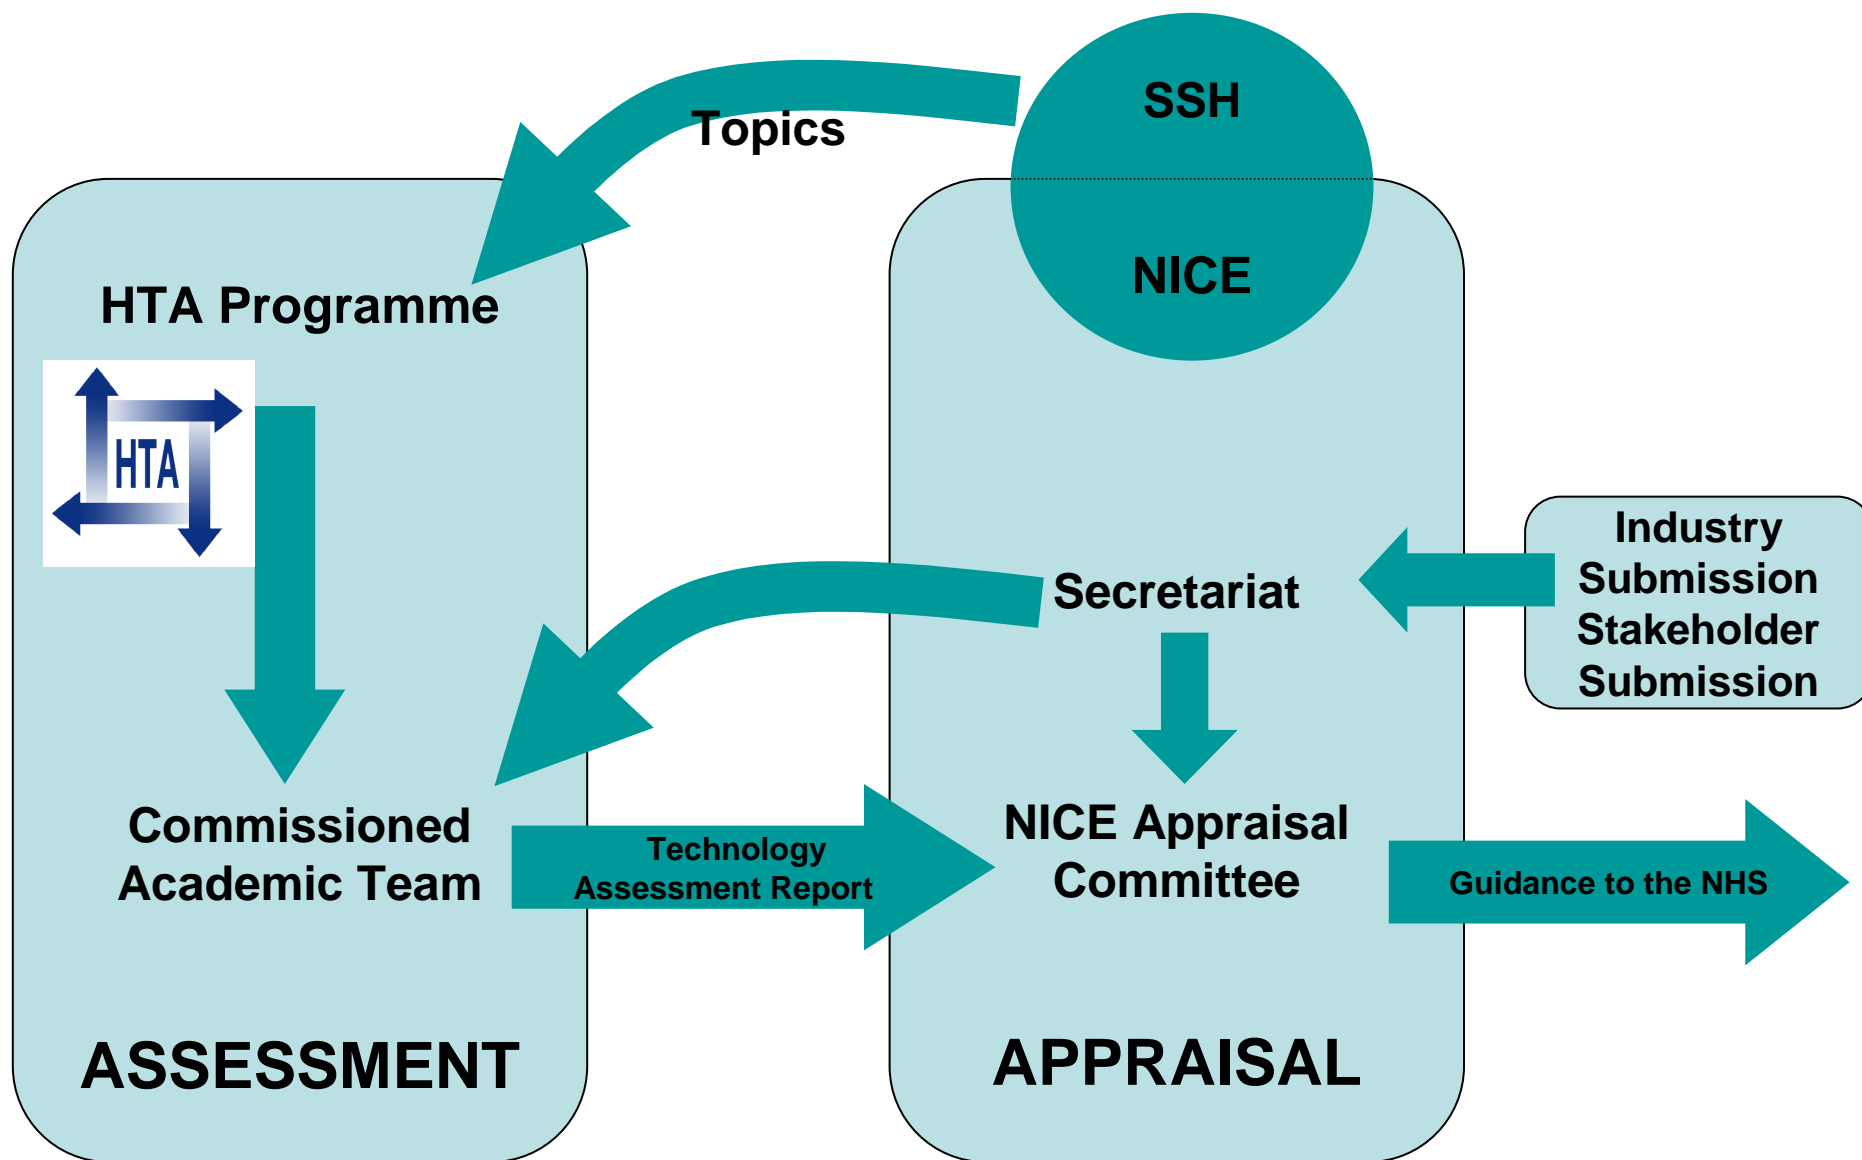 SSH
Topics
NICE
HTA Programme
HTA
Industry
Submission
Stakeholder
Submission
Secretariat
Commissioned
Academic Team
Technology
Assessment Report
NICE Appraisal
Committee
Guidance to the NHS
ASSESSMENT
APPRAISAL